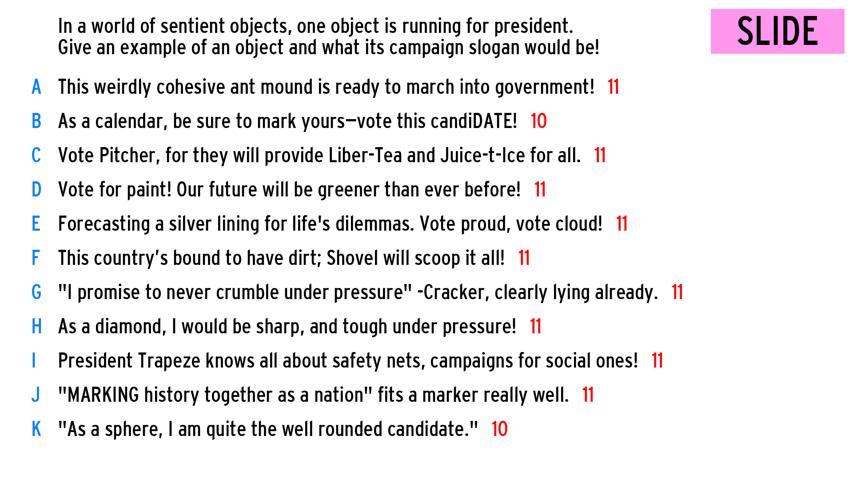 In a world of sentient objects, one object is running for president.
Give an example of an object and what its campaign slogan would be!
SLIDE
A This weirdly cohesive ant mound is ready to march into government! 11
B As a calendar, be sure to mark yours—vote this candiDATE! 10
C Vote Pitcher, for they will provide Liber-Tea and Juice-t-Ice for all. 11
D Vote for paint! Our future will be greener than ever before! 11
E Forecasting a silver lining for life's dilemmas. Vote proud, vote cloud! 11
F This country’s bound to have dirt; Shovel will scoop it all! 11
G "I promise to never crumble under pressure" -Cracker, clearly lying already. 11
H As a diamond, I would be sharp, and tough under pressure! 11
I President Trapeze knows all about safety nets, campaigns for social ones! 11
J "MARKING history together as a nation" fits a marker really well. 11
K "As a sphere, I am quite the well rounded candidate." 10